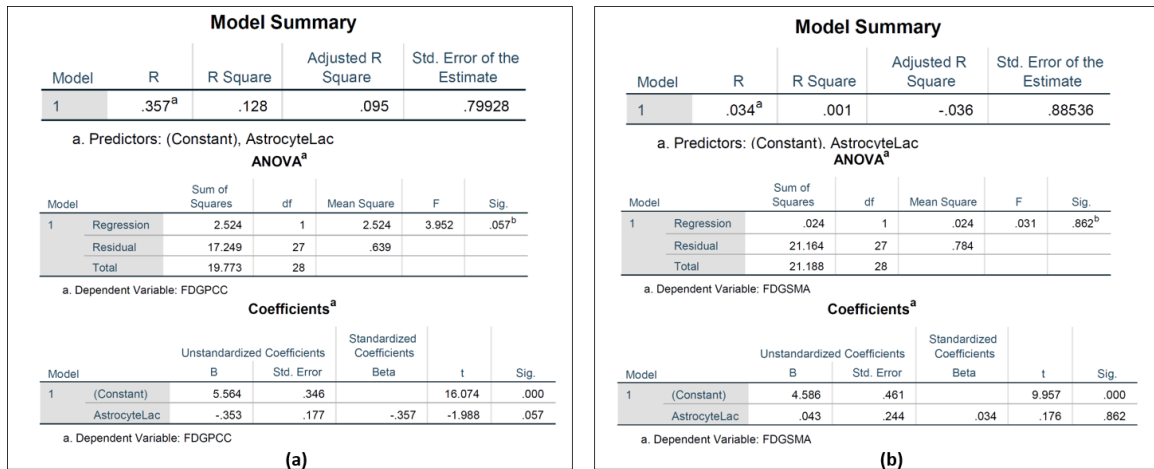 Model Summary
Model R R Square Adjusted R Square Std. Error of the Estimate
1 .357a .128 .095 .79928
a. Predictors: (Constant), AstrocyteLac
ANOVAa
Model Sum of Squares df Mean Square F Sig.
1 Regression 2.524 1 2.524 3.952 .057b
Residual 17.249 27 .639
Total 19.773 28
a. Dependent Variable: FDGPCC
Coefficientsa
Unstandardized Coefficients Standardized Coefficients
Model B Std. Error Beta t Sig.
1 (Constant) 5.564 .346 16.074 .000
AstrocyteLac -.353 .177 -.357 -1.988 .057
a. Dependent Variable: FDGPCC
(a)
Model Summary
Model R R Square Adjusted R Square Std. Error of the Estimate
1 .034a .001 -.036 .88536
a. Predictors: (Constant), AstrocyteLac
ANOVAa
Model Sum of Squares df Mean Square F Sig.
1 Regression .024 1 .024 .031 .862b
Residual 21.164 27 .784
Total 21.188 28
a. Dependent Variable: FDGSMA
Coefficientsa
Unstandardized Coefficients Standardized Coefficients
Model B Std. Error Beta t Sig.
1 (Constant) 4.586 .461 9.957 .000
AstrocyteLac .043 .244 .034 .176 .862
a. Dependent Variable: FDGSMA
(b)